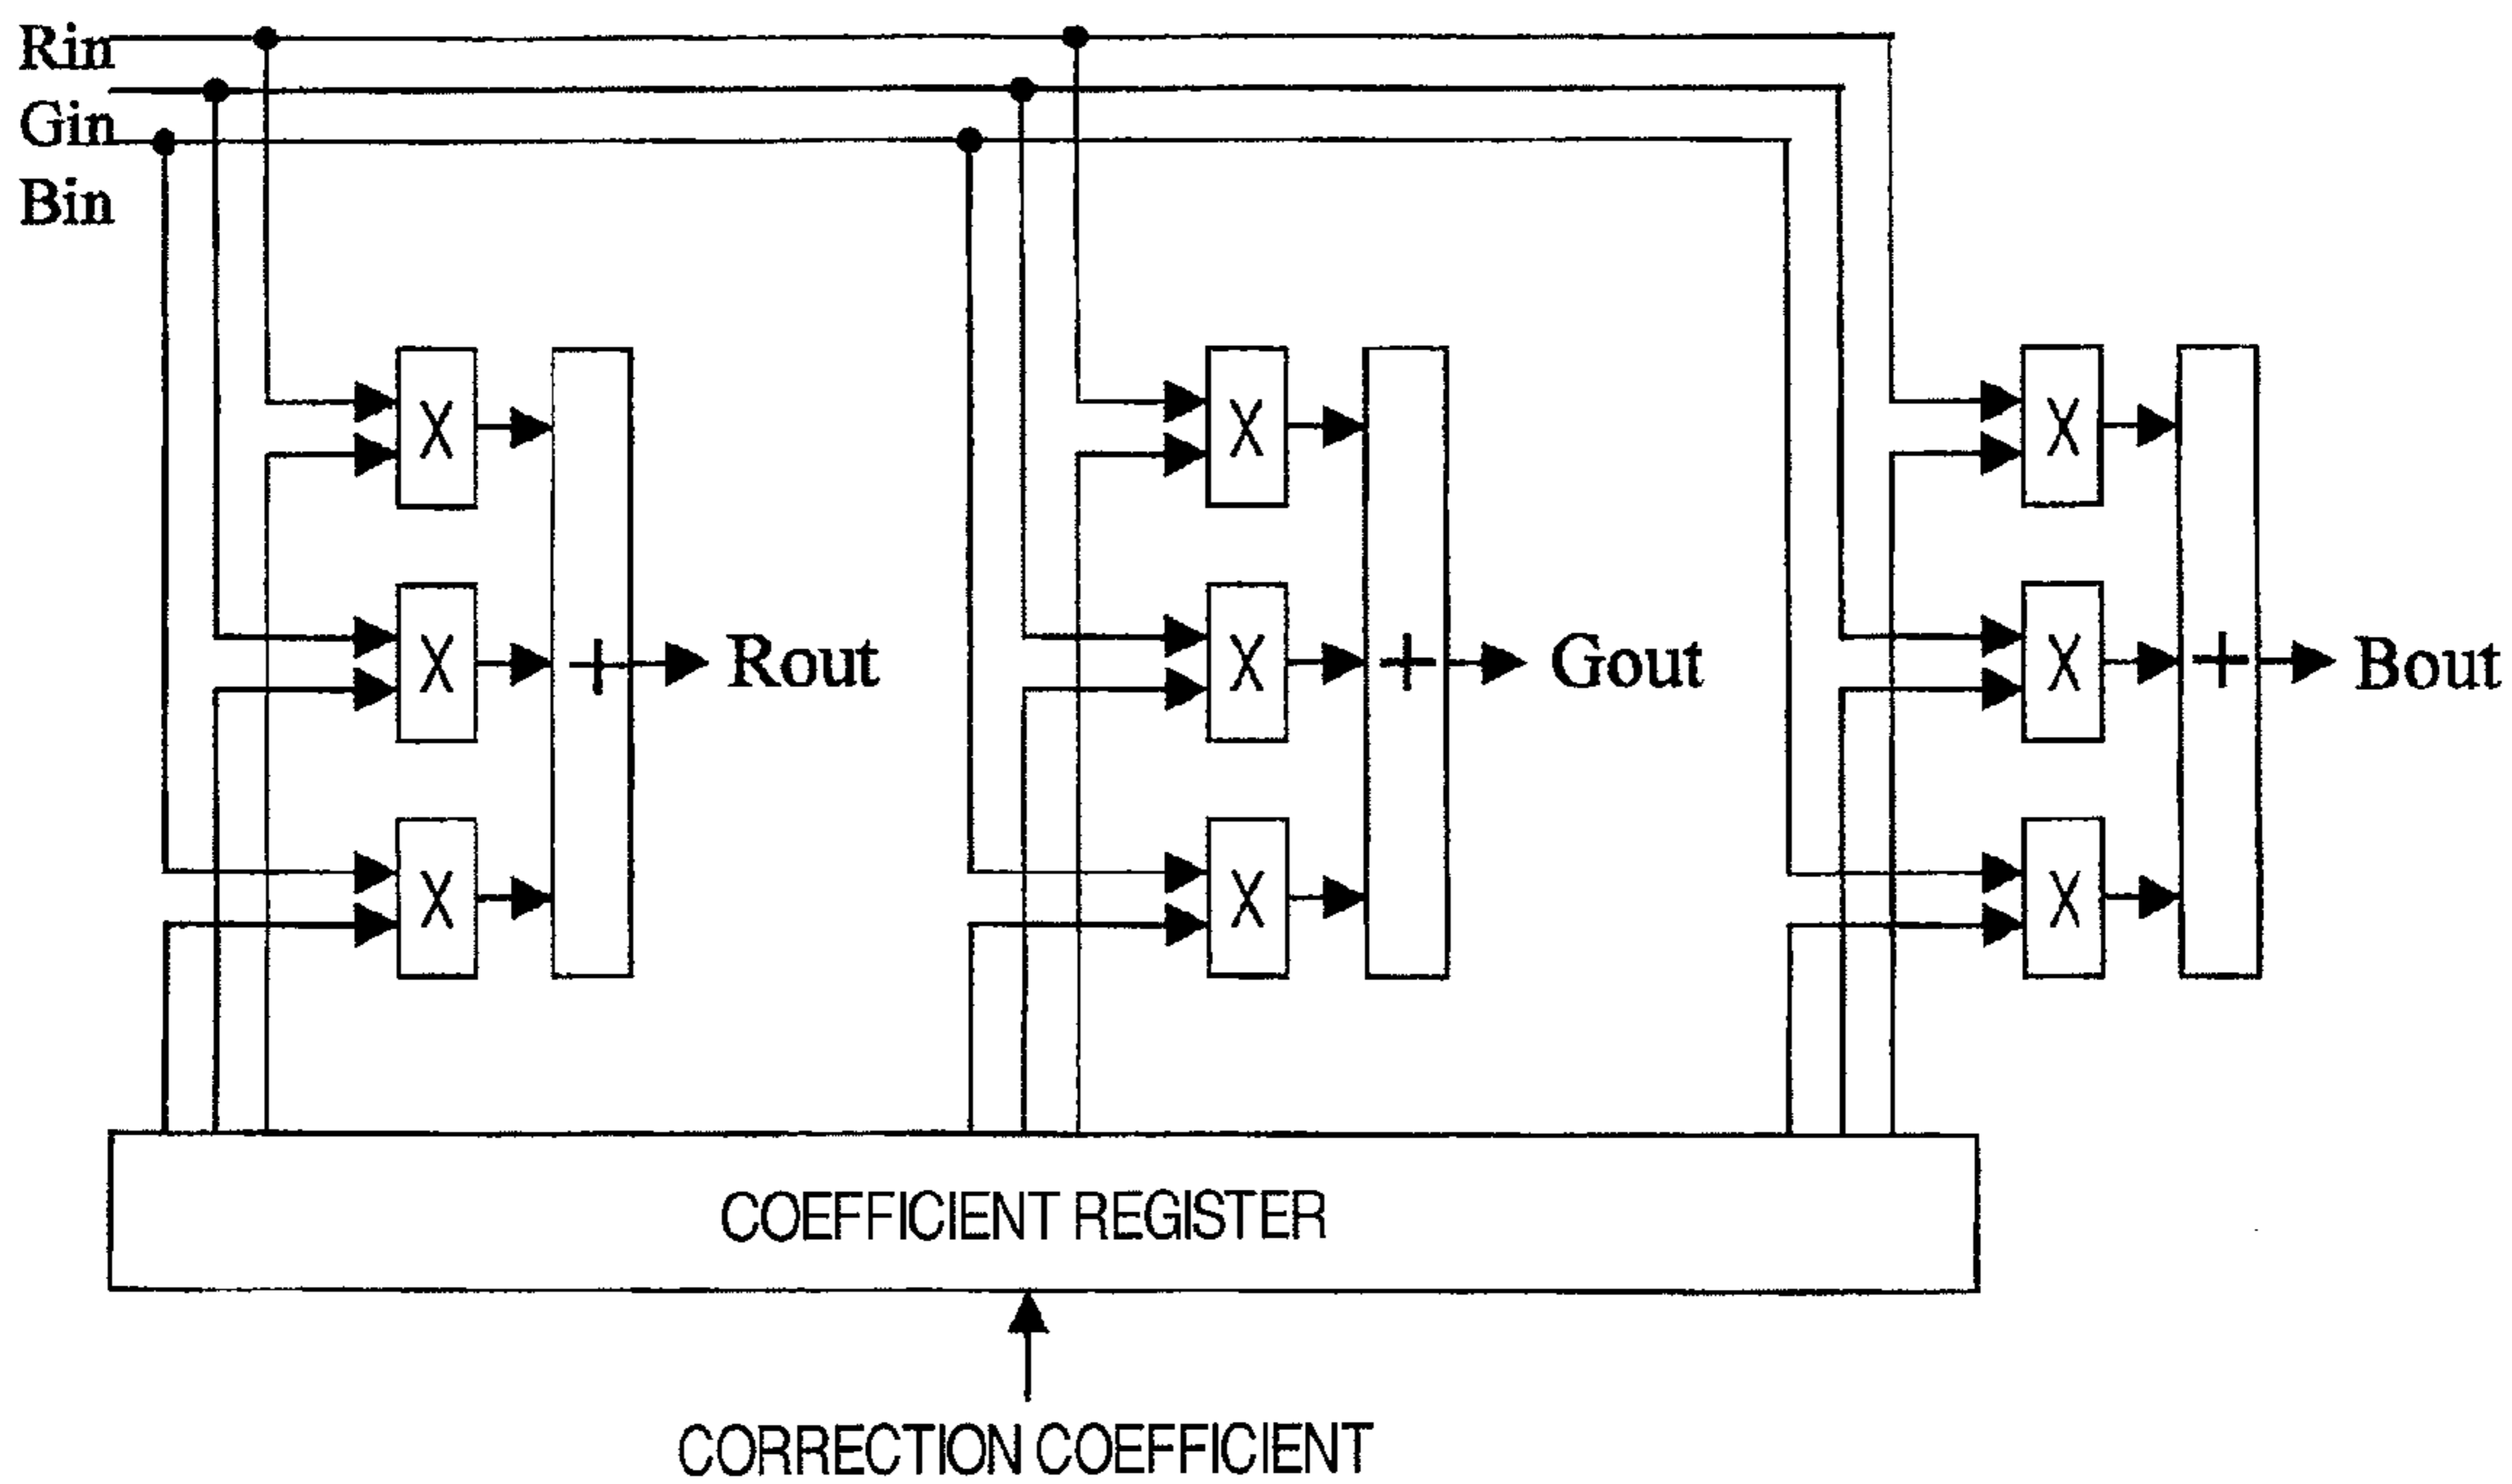 Rin
Gin
Bin
X X X
X + Rout X + Gout X + Bout
X X X
COEFFICIENT REGISTER
CORRECTION COEFFICIENT